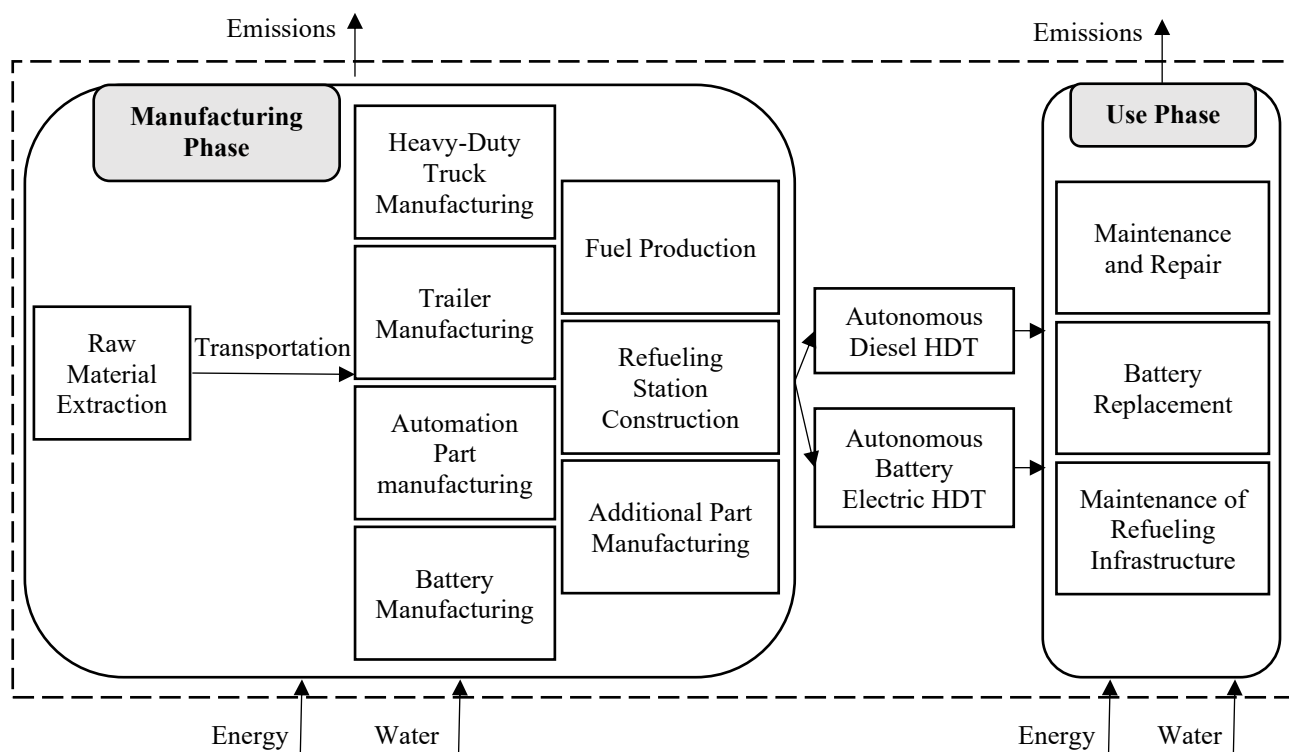 Emissions
Emissions
Manufacturing
Phase
Use Phase
Heavy-Duty
Truck
Manufacturing
Trailer
Manufacturing
Automation
Part
manufacturing
Battery
Manufacturing
Raw
Material
Extraction
Transportation
Fuel Production
Refueling
Station
Construction
Additional Part
Manufacturing
Autonomous
Diesel HDT
Autonomous
Battery
Electric HDT
Maintenance
and Repair
Battery
Replacement
Maintenance of
Refueling
Infrastructure
Energy
Water
Energy
Water